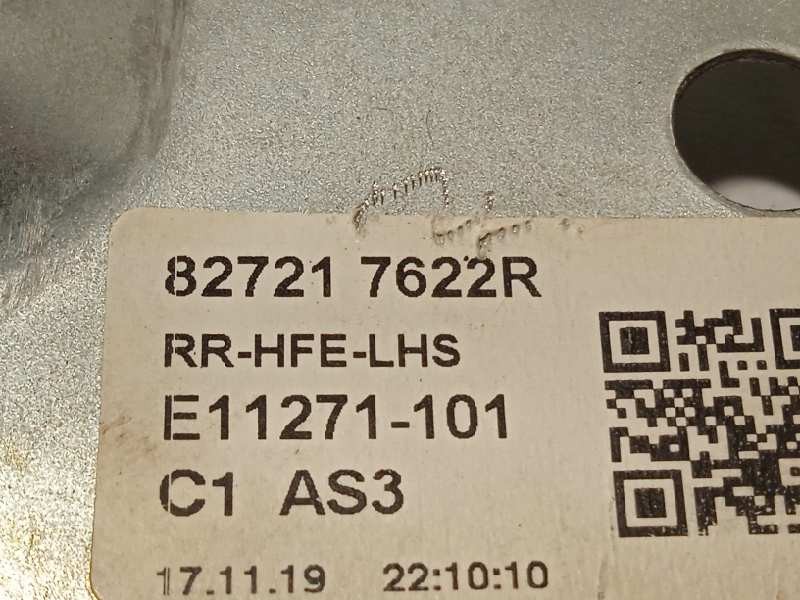 82721 7622R
RR-HFE-LHS
E11271-101
C1 AS3
17.11.19 22:10:10